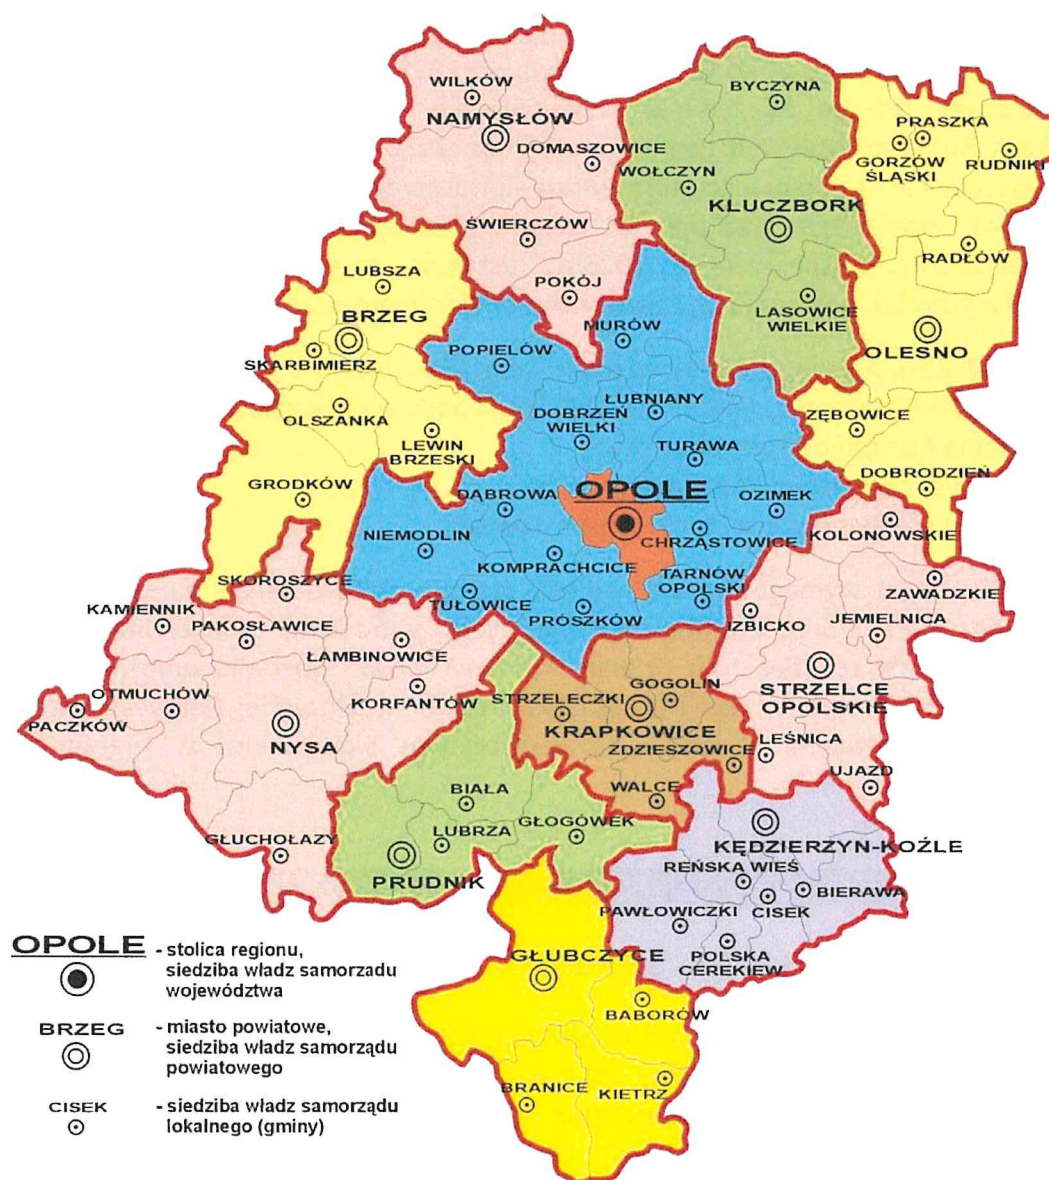 WILKÓW
NAMYSŁÓW
DOMASZOWICE
ŚWIERCZÓW
POKÓJ
BYCZYNA
WOŁCZYN
KLUCZBORK
LASOWICE
WIELKIE
PRASZKA
GORZÓW
ŚLĄSKI
RUDNIKI
RADŁÓW
OLESNO
ZĘBOWICE
DOBRODZIEŃ
LUBSZA
BRZEG
SKARBIMIERZ
OLSZANKA
LEWIN
BRZESKI
GRODKÓW
MURÓW
POPIELÓW
ŁUBNIANY
DOBRZEŃ
WIELKI
TURAWA
DĄBROWA
OPOLE
OZIMEK
NIEMODLIN
CHRZĄSTOWICE
KOMPRACHCICE
TARNÓW
OPOLSKI
TUŁOWICE
PRÓSZKÓW
KOLONOWSKIE
ZAWADZKIE
IZBICKO
JEMIELNICA
STRZELCE
OPOLSKIE
LEŚNICA
UJAZD
SKOROSZYCE
KAMIENNIK
PAKOSŁAWICE
ŁAMBINOWICE
OTMUCHÓW
PACZKÓW
KORFANTÓW
NYSA
GŁUCHOŁAZY
STRZELECZKI
GOGOLIN
KRAPKOWICE
ZDZIESZOWICE
WALCE
BIAŁA
LUBRZA
GŁOGÓWEK
PRUDNIK
KĘDZIERZYN-KOŹLE
REŃSKA WIEŚ
BIERAWA
CISEK
PAWŁOWICZKI
POLSKA
CEREKIEW
GŁUBCZYCE
BABORÓW
BRANICE
KIETRZ
OPOLE
- stolica regionu,
siedziba władz samorzadu
województwa
BRZEG
- miasto powiatowe,
siedziba władz samorządu
powiatowego
CISEK
- siedziba władz samorządu
lokalnego (gminy)